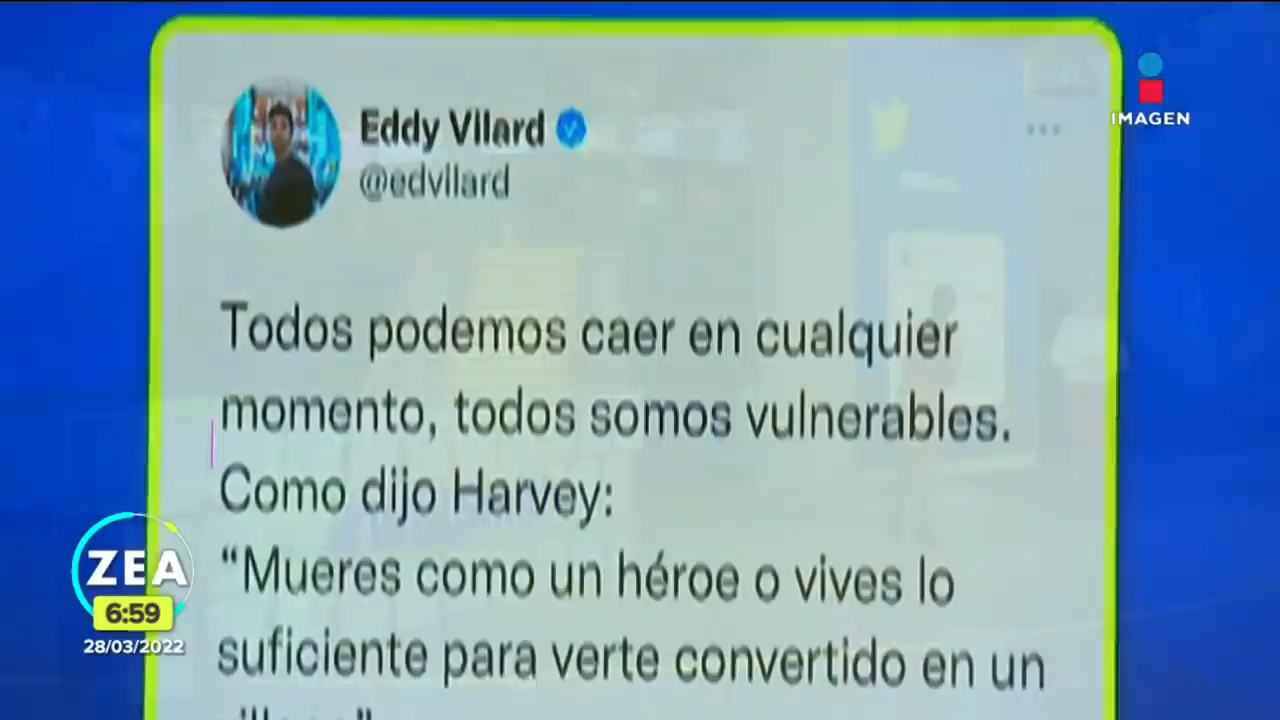 IMAGEN
Eddy Vilard
@edvilard
Todos podemos caer en cualquier
momento, todos somos vulnerables.
Como dijo Harvey:
“Mueres como un héroe o vives lo
suficiente para verte convertido en un
ZEA
6:59
28/03/2022